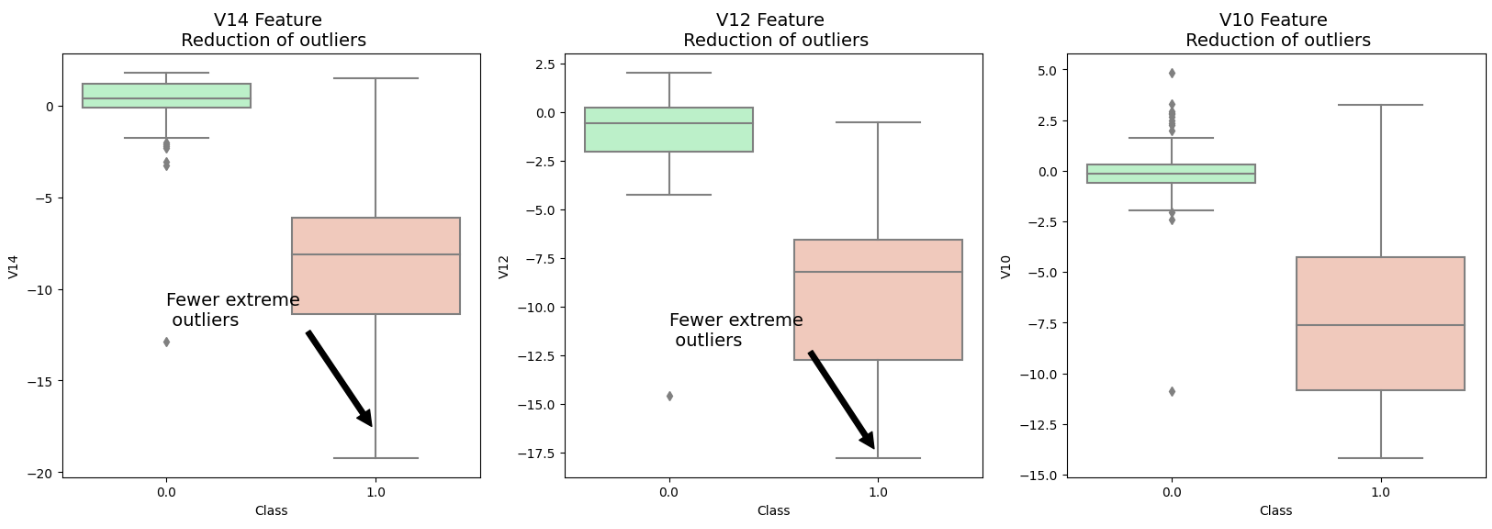 V14 Feature
Reduction of outliers
0
−5
−10
−15
−20
V14
Fewer extreme
outliers
0.0
1.0
Class
V12 Feature
Reduction of outliers
2.5
0.0
−2.5
−5.0
−7.5
−10.0
−12.5
−15.0
−17.5
V12
Fewer extreme
outliers
0.0
1.0
Class
V10 Feature
Reduction of outliers
5.0
2.5
0.0
−2.5
−5.0
−7.5
−10.0
−12.5
−15.0
V10
0.0
1.0
Class